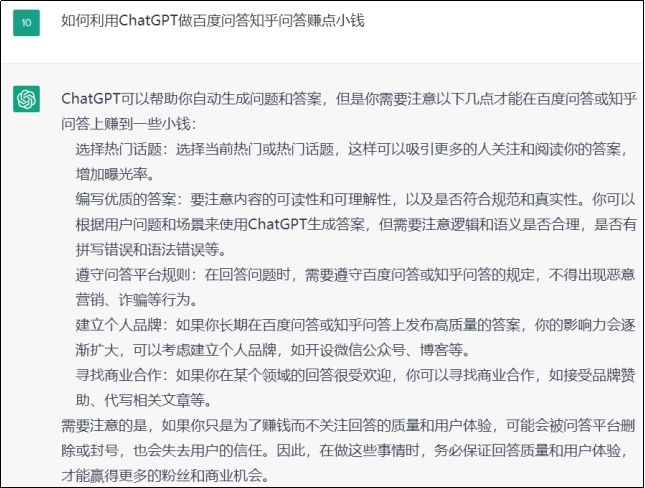 10
如何利用ChatGPT做百度问答知乎问答赚点小钱
ChatGPT可以帮助你自动生成问题和答案，但是你需要注意以下几点才能在百度问答或知乎
问答上赚到一些小钱：
选择热门话题：选择当前热门或热门话题，这样可以吸引更多的人关注和阅读你的答案，
增加曝光率。
编写优质的答案：要注意内容的可读性和可理解性，以及是否符合规范和真实性。你可以
根据用户问题和场景来使用ChatGPT生成答案，但需要注意逻辑和语义是否合理，是否有
拼写错误和语法错误等。
遵守问答平台规则：在回答问题时，需要遵守百度问答或知乎问答的规定，不得出现恶意
营销、诈骗等行为。
建立个人品牌：如果你长期在百度问答或知乎问答上发布高质量的答案，你的影响力会逐
渐扩大，可以考虑建立个人品牌，如开设微信公众号、博客等。
寻找商业合作：如果你在某个领域的回答很受欢迎，你可以寻找商业合作，如接受品牌赞
助、代写相关文章等。
需要注意的是，如果你只是为了赚钱而不关注回答的质量和用户体验，可能会被问答平台删
除或封号，也会失去用户的信任。因此，在做这些事情时，务必保证回答质量和用户体验，
才能赢得更多的粉丝和商业机会。